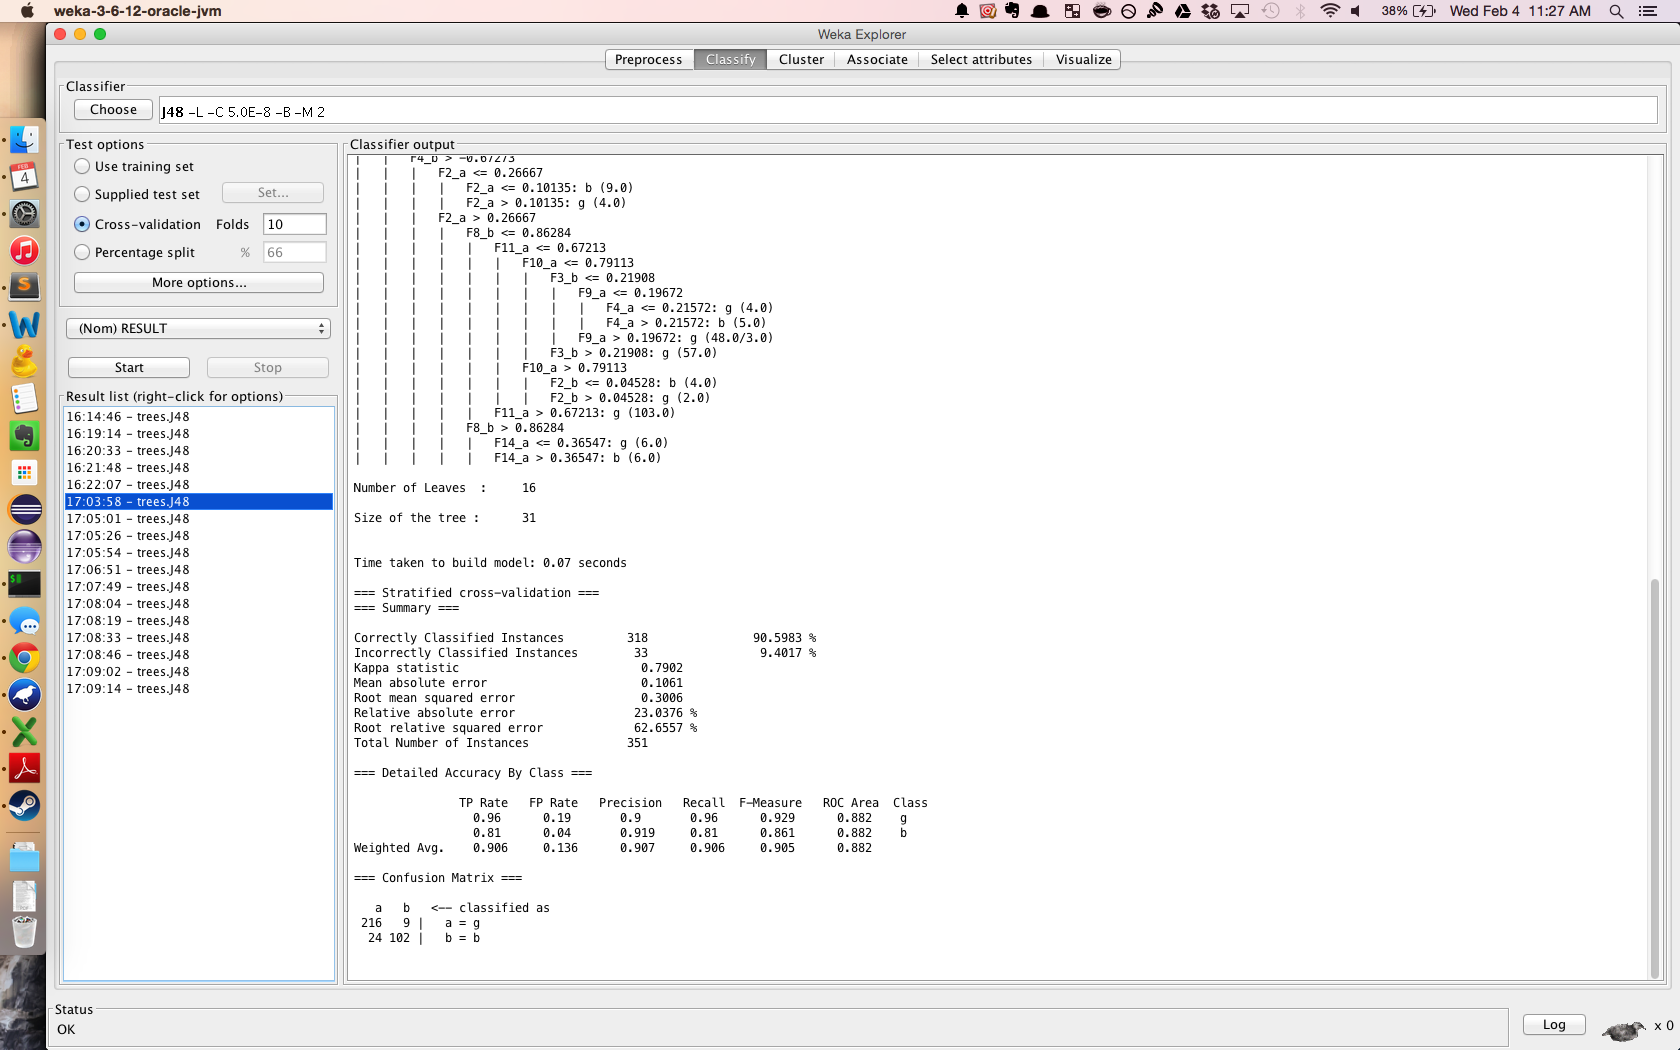 weka-3-6-12-oracle-jvm
38%
Wed Feb 4 11:27 AM
Weka Explorer
Preprocess
Classify
Cluster
Associate
Select attributes
Visualize
Classifier
Choose
J48 -L -C 5.0E-8 -B -M 2
Test options
Use training set
Supplied test set
Set...
Cross-validation Folds 10
Percentage split % 66
More options...
(Nom) RESULT
Start
Stop
Result list (right-click for options)
16:14:46 - trees.J48
16:19:14 - trees.J48
16:20:33 - trees.J48
16:21:48 - trees.J48
16:22:07 - trees.J48
17:03:58 - trees.J48
17:05:01 - trees.J48
17:05:26 - trees.J48
17:05:54 - trees.J48
17:06:51 - trees.J48
17:07:49 - trees.J48
17:08:04 - trees.J48
17:08:19 - trees.J48
17:08:33 - trees.J48
17:08:46 - trees.J48
17:09:02 - trees.J48
17:09:14 - trees.J48
Classifier output
| | F4_b > -0.67273
| | | F2_a <= 0.26667
| | | | F2_a <= 0.10135: b (9.0)
| | | | F2_a > 0.10135: g (4.0)
| | | F2_a > 0.26667
| | | | F8_b <= 0.86284
| | | | | F11_a <= 0.67213
| | | | | | F10_a <= 0.79113
| | | | | | | F3_b <= 0.21908
| | | | | | | | F9_a <= 0.19672
| | | | | | | | | F4_a <= 0.21572: g (4.0)
| | | | | | | | | F4_a > 0.21572: b (5.0)
| | | | | | | | F9_a > 0.19672: g (48.0/3.0)
| | | | | | | F3_b > 0.21908: g (57.0)
| | | | | | F10_a > 0.79113
| | | | | | | F2_b <= 0.04528: b (4.0)
| | | | | | | F2_b > 0.04528: g (2.0)
| | | | | F11_a > 0.67213: g (103.0)
| | | | F8_b > 0.86284
| | | | | F14_a <= 0.36547: g (6.0)
| | | | | F14_a > 0.36547: b (6.0)
Number of Leaves : 16
Size of the tree : 31
Time taken to build model: 0.07 seconds
=== Stratified cross-validation ===
=== Summary ===
Correctly Classified Instances 318 90.5983 %
Incorrectly Classified Instances 33 9.4017 %
Kappa statistic 0.7902
Mean absolute error 0.1061
Root mean squared error 0.3006
Relative absolute error 23.0376 %
Root relative squared error 62.6557 %
Total Number of Instances 351
=== Detailed Accuracy By Class ===
TP Rate FP Rate Precision Recall F-Measure ROC Area Class
0.96 0.19 0.9 0.96 0.929 0.882 g
0.81 0.04 0.919 0.81 0.861 0.882 b
Weighted Avg. 0.906 0.136 0.907 0.906 0.905 0.882
=== Confusion Matrix ===
a b <-- classified as
216 9 | a = g
24 102 | b = b
Status
OK
Log
x 0